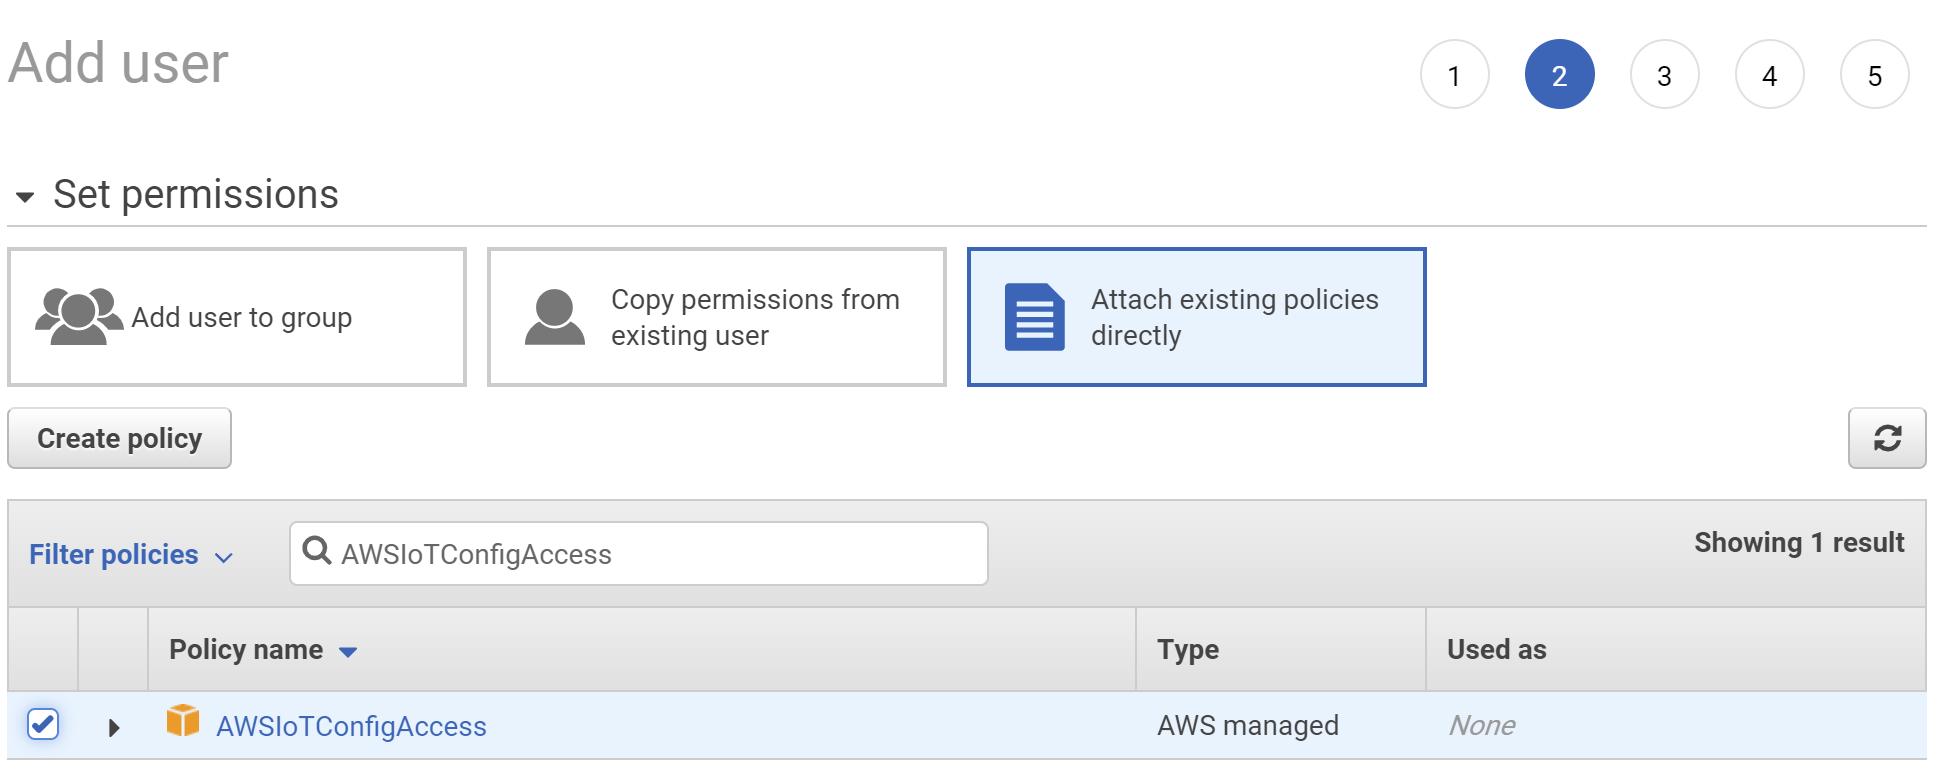 Add user
1 2 3 4 5
Set permissions
Add user to group
Copy permissions from
existing user
Attach existing policies
directly
Create policy
Filter policies
AWSIoTConfigAccess
Showing 1 result
Policy name Type Used as
AWSIoTConfigAccess AWS managed None